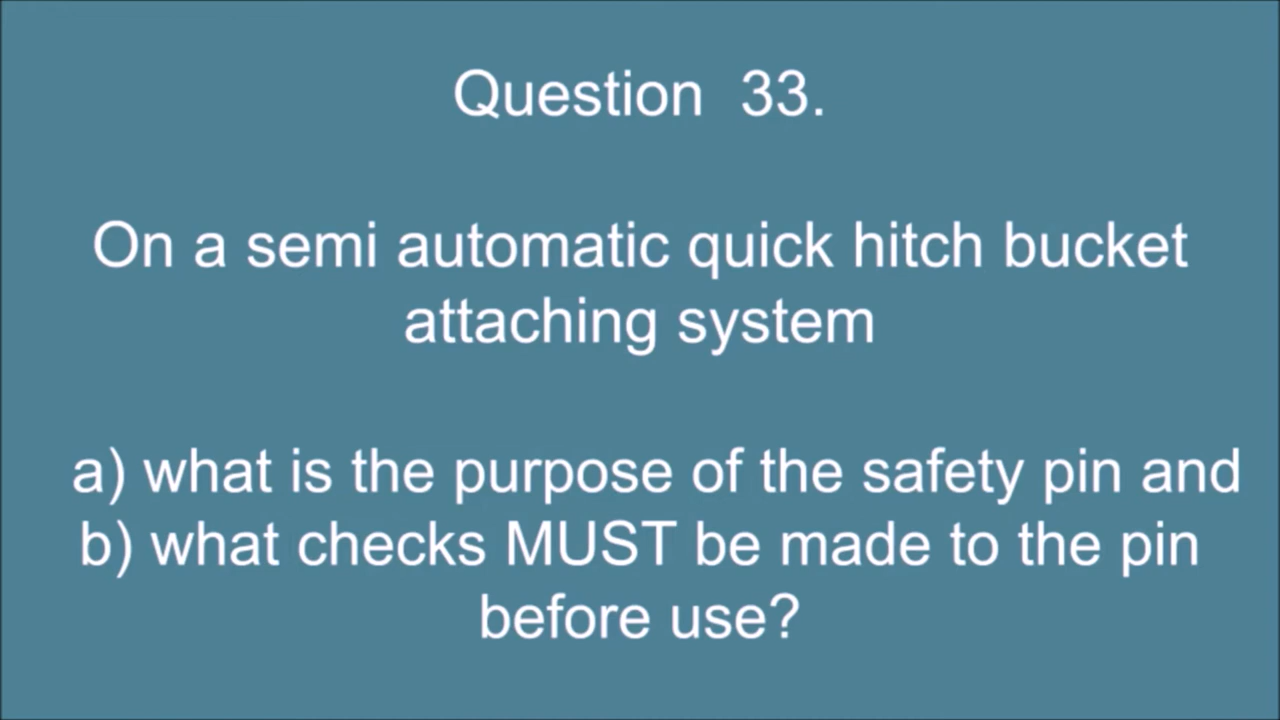 Question 33.
On a semi automatic quick hitch bucket
attaching system
a) what is the purpose of the safety pin and
b) what checks MUST be made to the pin
before use?